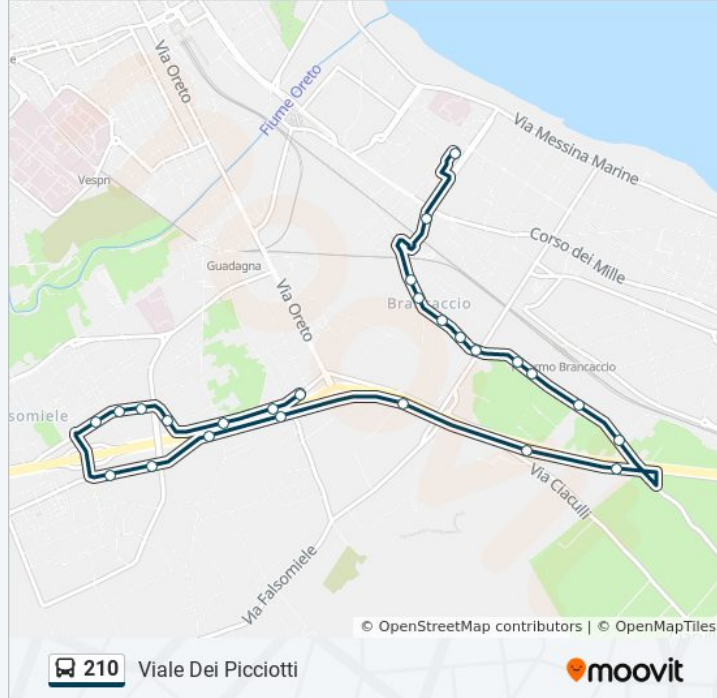 Via Oreto
Fiume Oreto
Via Messina Marine
Vespri
Corso dei Mille
Guadagna
Via Oreto
Brancaccio
Palermo Brancaccio
Via Ciaculli
Via Falsomiele
© OpenStreetMap contributors | © OpenMapTiles
210 Viale Dei Picciotti
moovit